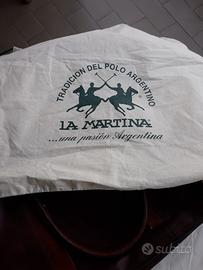 TRADICION DEL POLO ARGENTINO
LA MARTINA
...una pasión Argentina
subito